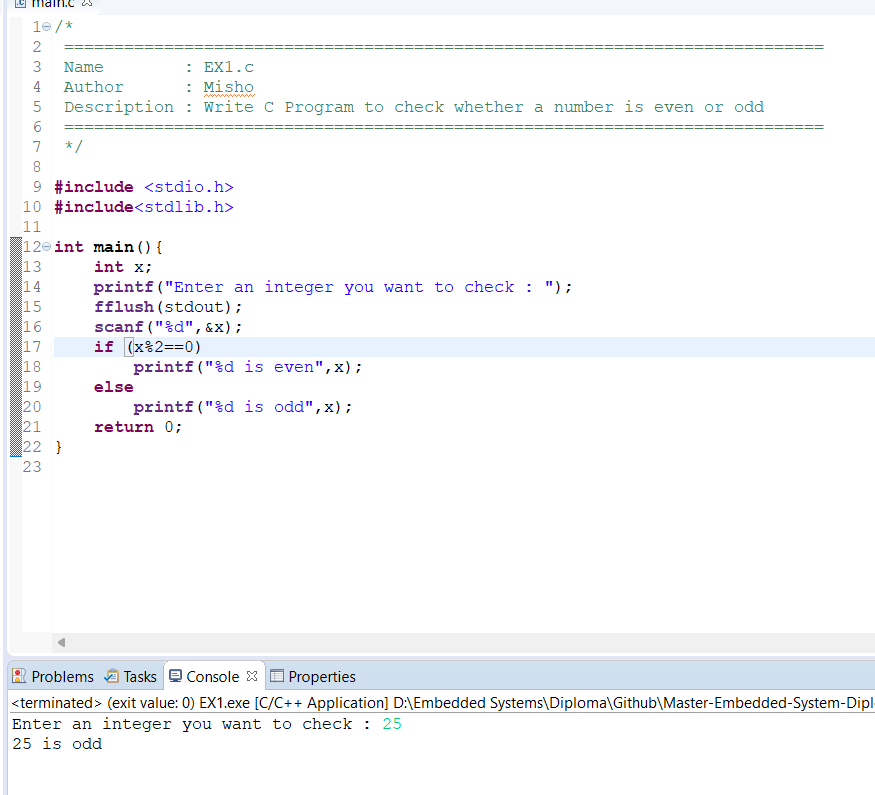 main.c
1 /*
2 ============================================================================
3 Name : EX1.c
4 Author : Misho
5 Description : Write C Program to check whether a number is even or odd
6 ============================================================================
7 */
8
9 #include <stdio.h>
10 #include<stdlib.h>
11
12 int main(){
13 int x;
14 printf("Enter an integer you want to check : ");
15 fflush(stdout);
16 scanf("%d",&x);
17 if (x%2==0)
18 printf("%d is even",x);
19 else
20 printf("%d is odd",x);
21 return 0;
22 }
23
Problems Tasks Console Properties
<terminated> (exit value: 0) EX1.exe [C/C++ Application] D:\Embedded Systems\Diploma\Github\Master-Embedded-System-Dipl
Enter an integer you want to check : 25
25 is odd